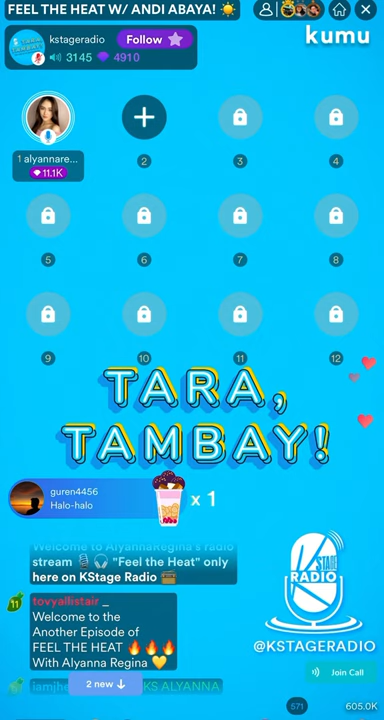 FEEL THE HEAT W/ ANDI ABAYA! ☀️
kstageradio
Follow
3145 4910
kumu
1 alyannare...
11.1K
2
3
4
5
6
7
8
9
10
11
12
TARA,
TAMBAY!
guren4456
Halo-halo
x 1
Welcome to AlyannaRegina's radio
stream 🎙️ 🎧 "Feel the Heat" only
here on KStage Radio 📻
K STAGE
RADIO
@KSTAGERADIO
11 tovyallistair _
Welcome to the
Another Episode of
FEEL THE HEAT 🔥🔥🔥
With Alyanna Regina 💛
Join Call
2 new ↓
KS ALYANNA
571
605.0K